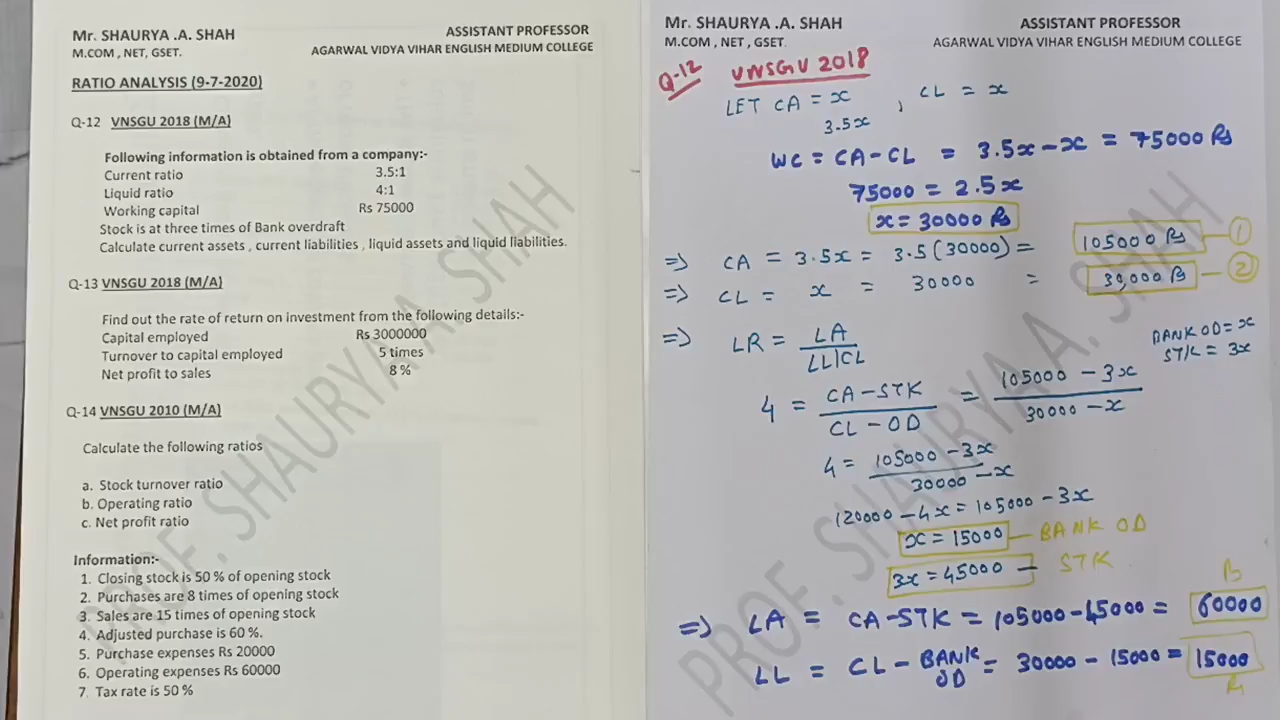 Mr. SHAURYA .A. SHAH
ASSISTANT PROFESSOR
M.COM , NET, GSET.
AGARWAL VIDYA VIHAR ENGLISH MEDIUM COLLEGE
RATIO ANALYSIS (9-7-2020)
Q-12 VNSGU 2018 (M/A)
Following information is obtained from a company:-
Current ratio 3.5:1
Liquid ratio 4:1
Working capital Rs 75000
Stock is at three times of Bank overdraft
Calculate current assets , current liabilities , liquid assets and liquid liabilities.
Q-13 VNSGU 2018 (M/A)
Find out the rate of return on investment from the following details:-
Capital employed Rs 3000000
Turnover to capital employed 5 times
Net profit to sales 8 %
Q-14 VNSGU 2010 (M/A)
Calculate the following ratios
a. Stock turnover ratio
b. Operating ratio
c. Net profit ratio
Information:-
1. Closing stock is 50 % of opening stock
2. Purchases are 8 times of opening stock
3. Sales are 15 times of opening stock
4. Adjusted purchase is 60 %.
5. Purchase expenses Rs 20000
6. Operating expenses Rs 60000
7. Tax rate is 50 %
PROF. SHAURYA A. SHAH
Mr. SHAURYA .A. SHAH
ASSISTANT PROFESSOR
M.COM , NET , GSET.
AGARWAL VIDYA VIHAR ENGLISH MEDIUM COLLEGE
Q-12 VNSGU 2018
LET CA = x , CL = x
3.5x
WC = CA-CL = 3.5x-x = 75000 Rs
75000 = 2.5x
x = 30000 Rs
=> CA = 3.5x = 3.5(30000) = 105000 Rs - 1
=> CL = x = 30000 = 30,000 Rs - 2
=> LR = LA
LL/CL
BANK OD = x
STK = 3x
4 = CA-STK = 105000 - 3x
CL - OD 30000 - x
4 = 105000 - 3x
30000 - x
120000 - 4x = 105000 - 3x
x = 15000 - BANK OD
3x = 45000 - STK
Rs
=> LA = CA-STK = 105000-45000 = 60000
LL = CL - BANK OD = 30000 - 15000 = 15000
Rs
PROF. SHAURYA A. SHAH